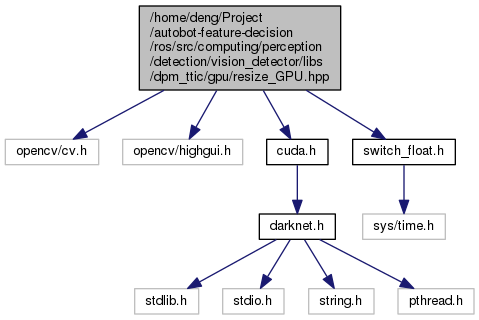 /home/deng/Project
/autobot-feature-decision
/ros/src/computing/perception
/detection/vision_detector/libs
/dpm_ttic/gpu/resize_GPU.hpp
opencv/cv.h
opencv/highgui.h
cuda.h
switch_float.h
darknet.h
sys/time.h
stdlib.h
stdio.h
string.h
pthread.h